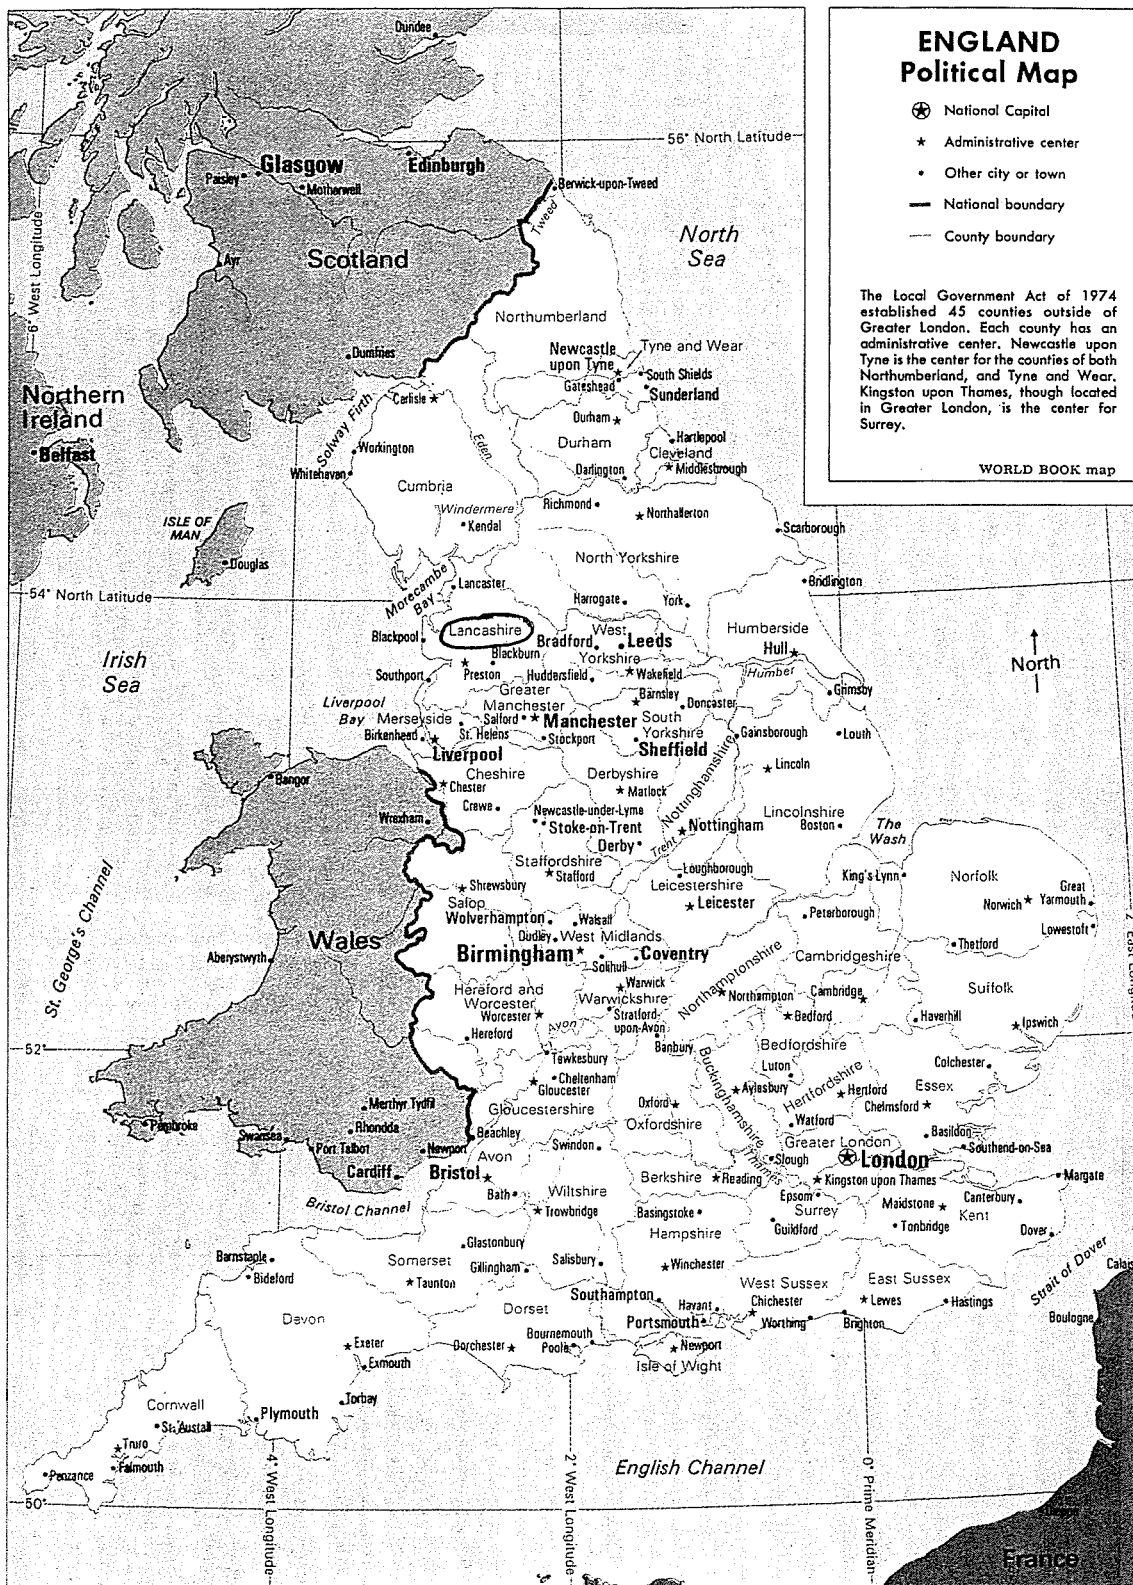 ENGLAND
Political Map
National Capital
Administrative center
Other city or town
National boundary
County boundary
The Local Government Act of 1974
established 45 counties outside of
Greater London. Each county has an
administrative center. Newcastle upon
Tyne is the center for the counties of both
Northumberland, and Tyne and Wear.
Kingston upon Thames, though located
in Greater London, is the center for
Surrey.
WORLD BOOK map
Dundee
56° North Latitude
Glasgow
Edinburgh
Paisley
Motherwell
Berwick-upon-Tweed
Tweed
6° West Longitude
North
Sea
Scotland
Ayr
Northumberland
Dumfries
Newcastle
upon Tyne
Tyne and Wear
Gateshead
South Shields
Sunderland
Northern
Ireland
Belfast
Solway Firth
Carlisle
Durham
Durham
Eden
Hartlepool
Cleveland
Middlesbrough
Workington
Whitehaven
Darlington
Cumbria
Richmond
Windermere
Kendal
Northallerton
Scarborough
ISLE OF
MAN
Douglas
North Yorkshire
Morecambe
Bay
Lancaster
Bridlington
54° North Latitude
Harrogate
York
Lancashire
Blackpool
Bradford
West
Yorkshire
Leeds
Humberside
Hull
Irish
Sea
Blackburn
Preston
Southport
Huddersfield
Wakefield
Humber
North
Greater
Manchester
Barnsley
Doncaster
Grimsby
Liverpool
Bay
Merseyside
Salford
Manchester
South
Yorkshire
Birkenhead
St. Helens
Stockport
Sheffield
Gainsborough
Louth
Liverpool
Cheshire
Chester
Derbyshire
Matlock
Nottinghamshire
Lincoln
Bangor
Crewe
Newcastle-under-Lyme
Stoke-on-Trent
Derby
Nottingham
Trent
Lincolnshire
Boston
The
Wash
Wrexham
Staffordshire
Stafford
Loughborough
King's Lynn
Norfolk
Great
Yarmouth
Norwich
Shrewsbury
Salop
Leicestershire
Leicester
Lowestoft
Wolverhampton
Walsall
Peterborough
St. George's Channel
Wales
Dudley
West Midlands
Birmingham
Solihull
Coventry
Thetford
Aberystwyth
Cambridgeshire
Northamptonshire
Hereford and
Worcester
Worcester
Warwick
Warwickshire
Northampton
Cambridge
Suffolk
Hereford
Avon
Stratford-
upon-Avon
Bedford
Haverhill
Ipswich
52°
Banbury
Bedfordshire
Tewkesbury
Luton
Colchester
Cheltenham
Gloucester
Buckinghamshire
Aylesbury
Hertfordshire
Hertford
Essex
Chelmsford
Merthyr Tydfil
Gloucestershire
Oxford
Oxfordshire
Watford
Pembroke
Rhondda
Swansea
Port Talbot
Newport
Beachley
Swindon
Greater London
Basildon
Southend-on-Sea
Avon
Cardiff
Bristol
Berkshire
Reading
Thames
Slough
London
Kingston upon Thames
Margate
Bath
Wiltshire
Epsom
Surrey
Maidstone
Canterbury
Kent
Bristol Channel
Trowbridge
Basingstoke
Guildford
Tonbridge
Dover
Hampshire
Barnstaple
Bideford
Glastonbury
Somerset
Gillingham
Salisbury
Taunton
Winchester
Strait of Dover
Calais
West Sussex
East Sussex
Southampton
Havant
Chichester
Lewes
Hastings
Boulogne
Devon
Dorset
Portsmouth
Worthing
Brighton
Exeter
Dorchester
Bournemouth
Poole
Newport
Isle of Wight
Exmouth
Torbay
Cornwall
St. Austell
Plymouth
Truro
Falmouth
Penzance
English Channel
50°
4° West Longitude
2° West Longitude
0° Prime Meridian
France